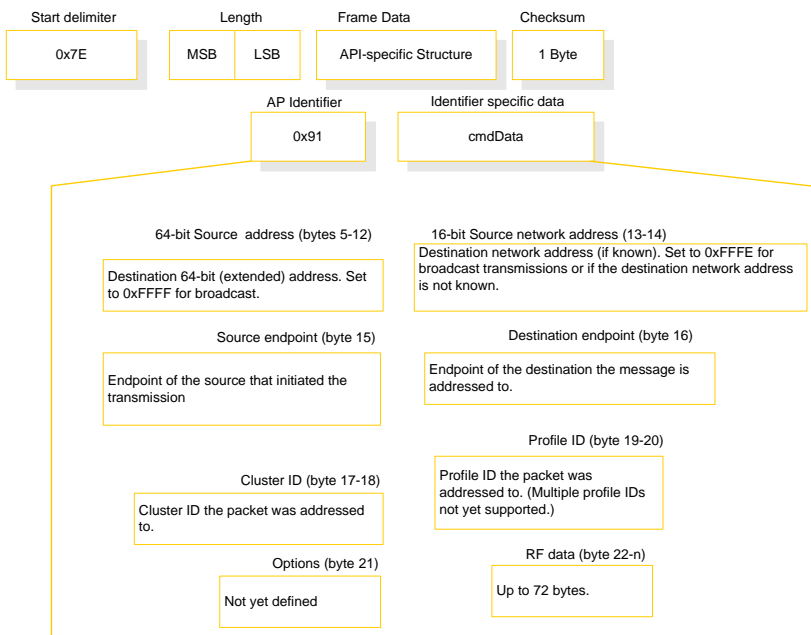 Start delimiter
Length
Frame Data
Checksum
0x7E
MSB
LSB
API-specific Structure
1 Byte
AP Identifier
Identifier specific data
0x91
cmdData
64-bit Source address (bytes 5-12)
16-bit Source network address (13-14)
Destination 64-bit (extended) address. Set
to 0xFFFF for broadcast.
Destination network address (if known). Set to 0xFFFE for
broadcast transmissions or if the destination network address
is not known.
Source endpoint (byte 15)
Destination endpoint (byte 16)
Endpoint of the source that initiated the
transmission
Endpoint of the destination the message is
addressed to.
Cluster ID (byte 17-18)
Profile ID (byte 19-20)
Cluster ID the packet was addressed
to.
Profile ID the packet was
addressed to. (Multiple profile IDs
not yet supported.)
Options (byte 21)
RF data (byte 22-n)
Not yet defined
Up to 72 bytes.